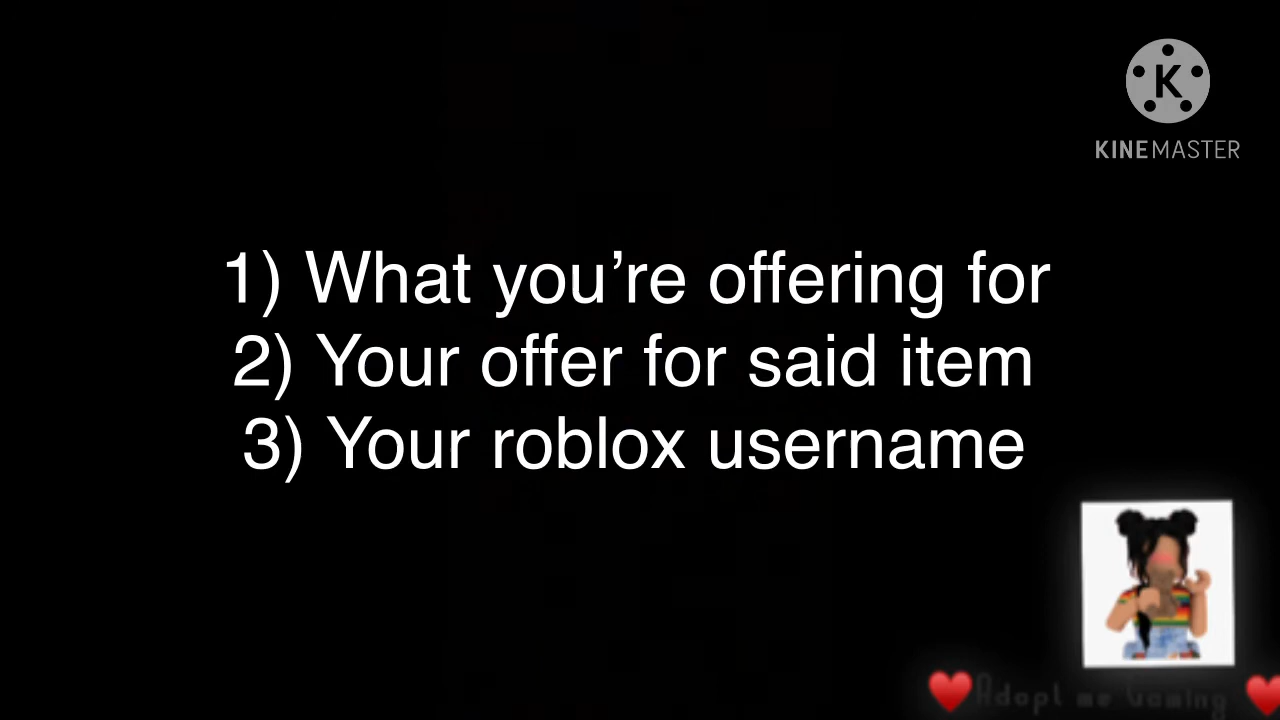 K
KINEMASTER
1) What you’re offering for
2) Your offer for said item
3) Your roblox username
Adopt me Gaming